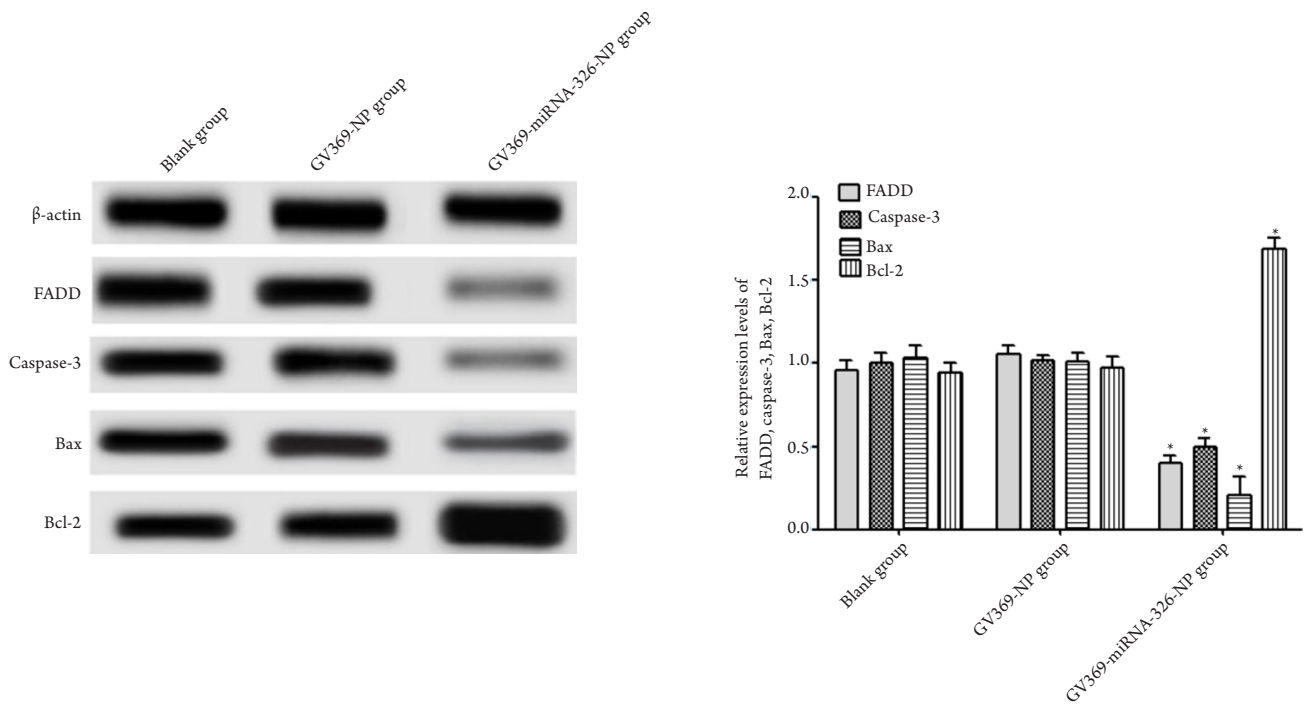 Blank group
GV369-NP group
GV369-miRNA-326-NP group
β-actin
FADD
Caspase-3
Bax
Bcl-2
Relative expression levels of
FADD, caspase-3, Bax, Bcl-2
2.0
1.5
1.0
0.5
0.0
FADD
Caspase-3
Bax
Bcl-2
*
*
*
*
Blank group
GV369-NP group
GV369-miRNA-326-NP group